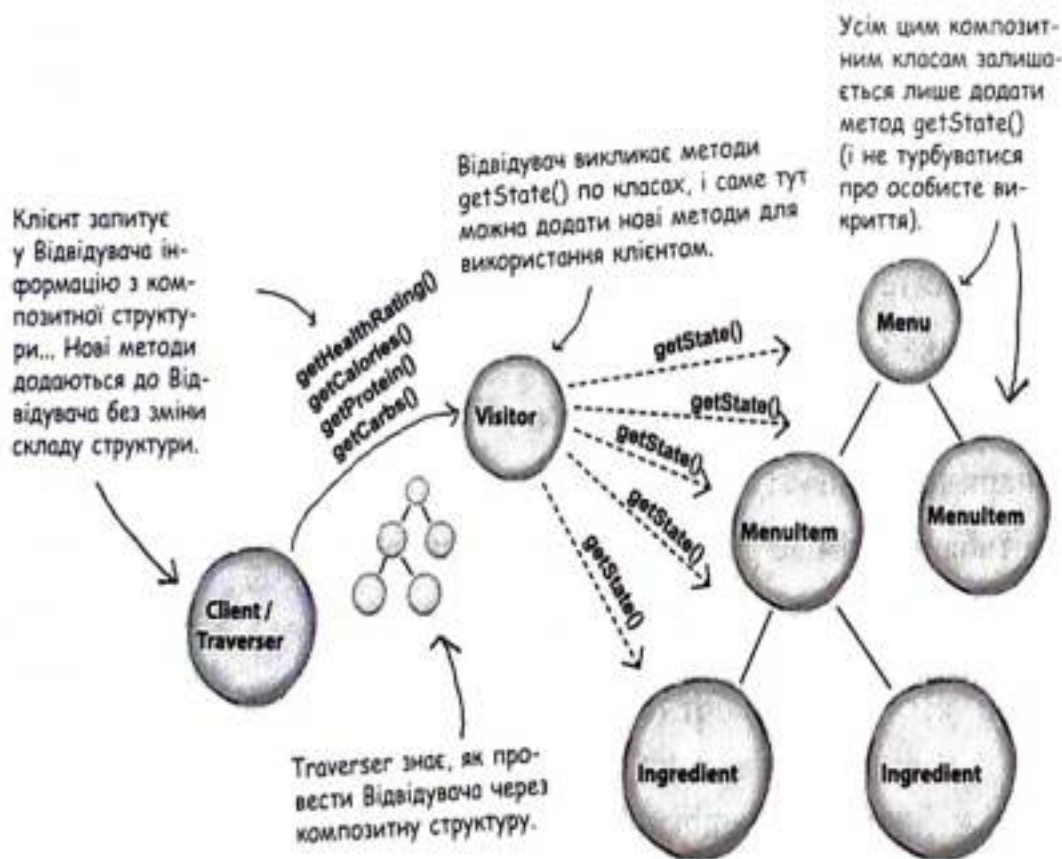 Усім цим композит-
ним класам залиша-
ється лише додати
метод getState()
(і не турбуватися
про особисте ви-
криття).
Відвідувач викликає методи
getState() по класах, і саме тут
можна додати нові методи для
використання клієнтом.
Клієнт запитує
у Відвідувача ін-
формацію з ком-
позитної структу-
ри... Нові методи
додаються до Від-
відувача без зміни
складу структури.
getHealthRating()
getCalories()
getProtein()
getCarbs()
Visitor
getState()
getState()
getState()
getState()
getState()
Menu
MenuItem
MenuItem
Client /
Traverser
Ingredient
Ingredient
Traverser знає, як про-
вести Відвідувача через
композитну структуру.